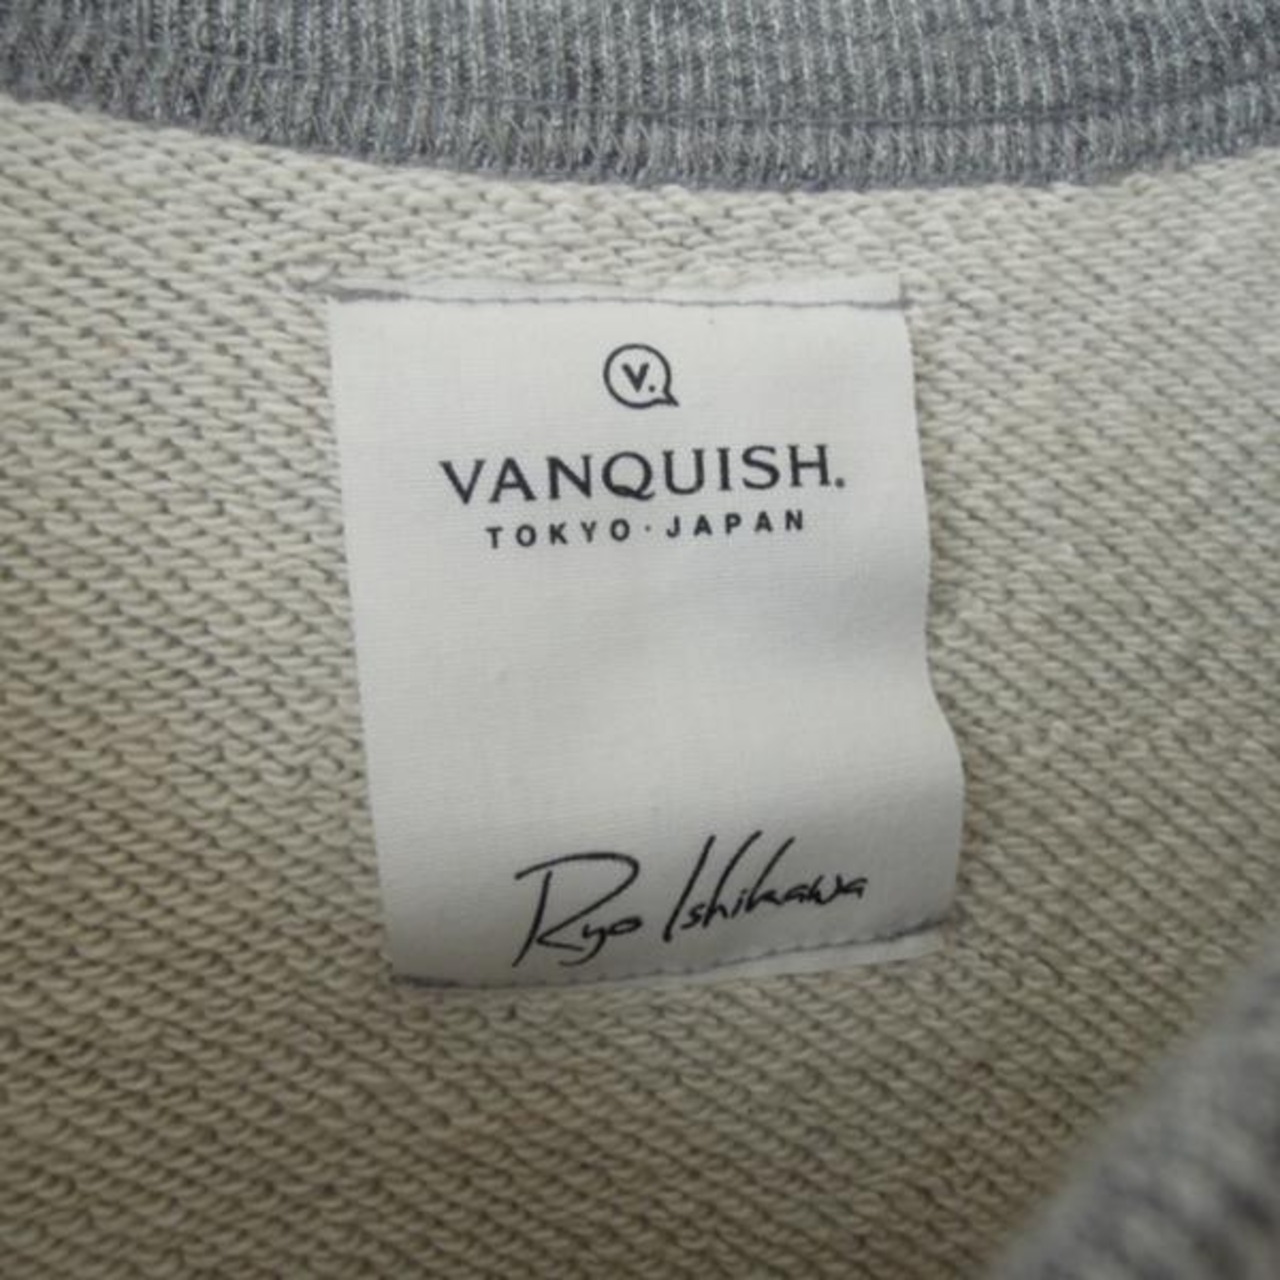 V.
VANQUISH.
TOKYO·JAPAN
Ryo Ishikawa